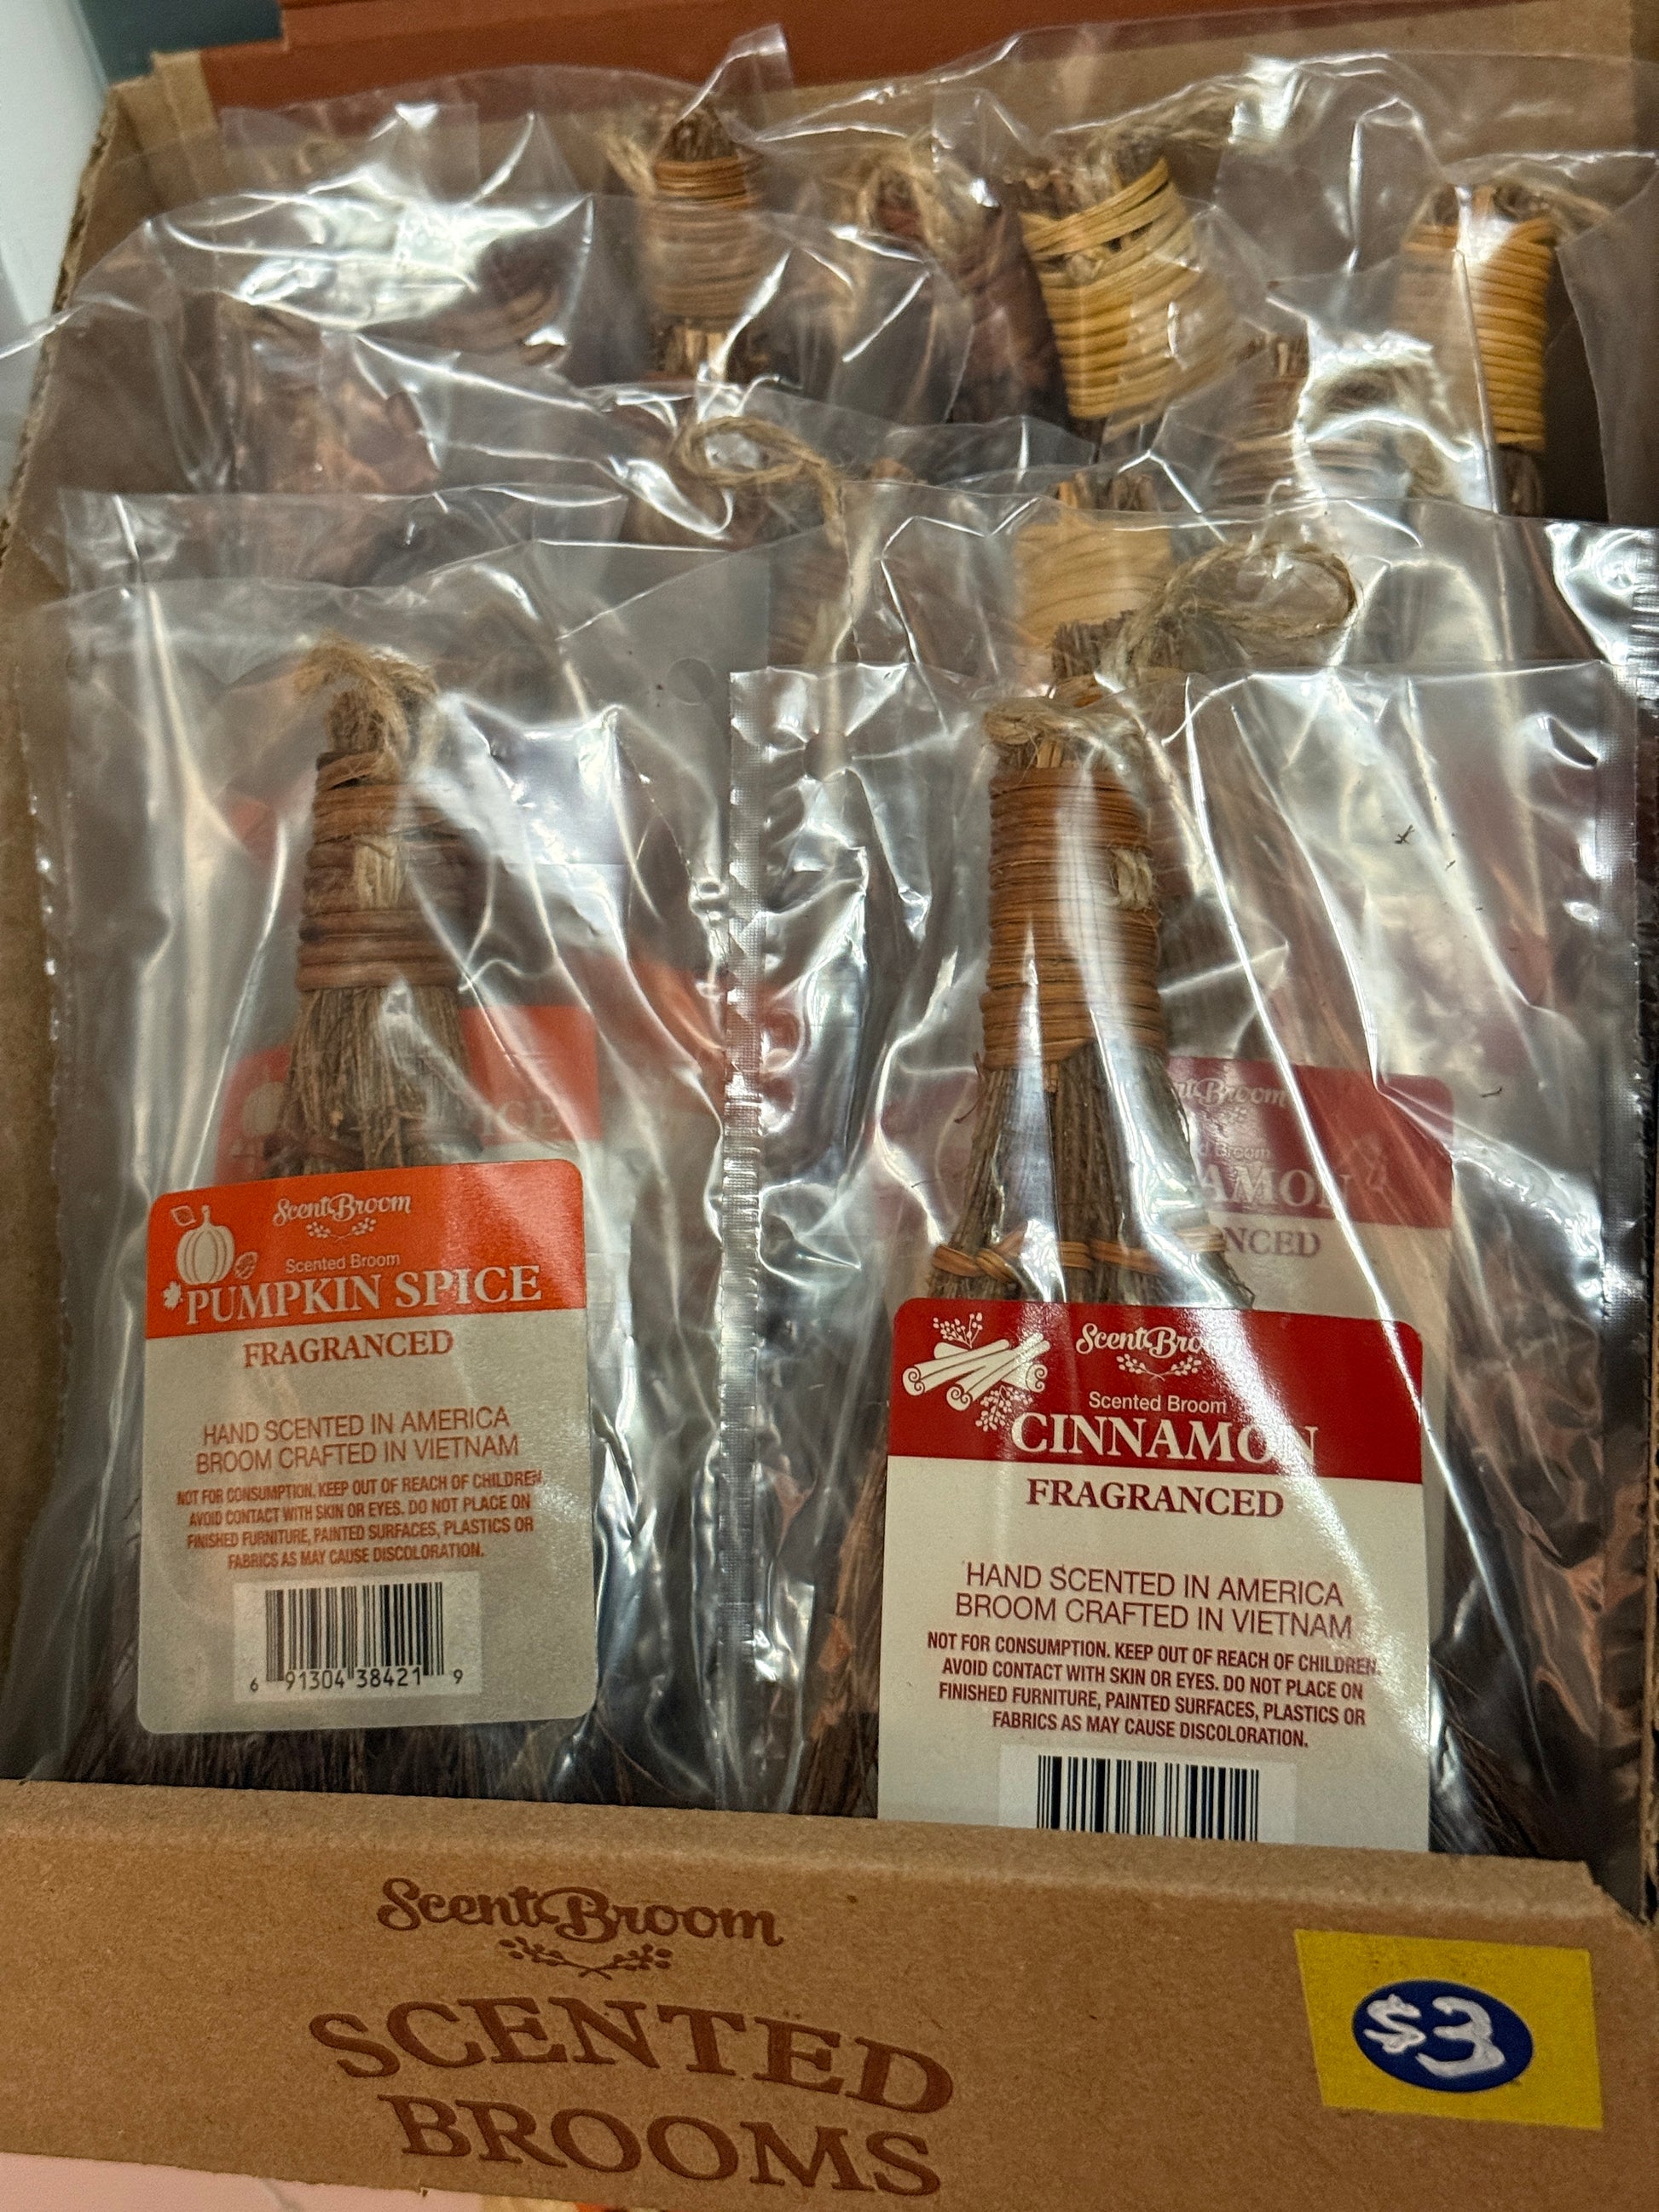 ICE
ScentBroom
Scented Broom
PUMPKIN SPICE
FRAGRANCED
HAND SCENTED IN AMERICA
BROOM CRAFTED IN VIETNAM
NOT FOR CONSUMPTION. KEEP OUT OF REACH OF CHILDREN.
AVOID CONTACT WITH SKIN OR EYES. DO NOT PLACE ON
FINISHED FURNITURE, PAINTED SURFACES, PLASTICS OR
FABRICS AS MAY CAUSE DISCOLORATION.
6 91304 38421 9
Broom
Broom
AMON
NCED
ScentBroom
Scented Broom
CINNAMON
FRAGRANCED
HAND SCENTED IN AMERICA
BROOM CRAFTED IN VIETNAM
NOT FOR CONSUMPTION. KEEP OUT OF REACH OF CHILDREN.
AVOID CONTACT WITH SKIN OR EYES. DO NOT PLACE ON
FINISHED FURNITURE, PAINTED SURFACES, PLASTICS OR
FABRICS AS MAY CAUSE DISCOLORATION.
ScentBroom
SCENTED
BROOMS
$3